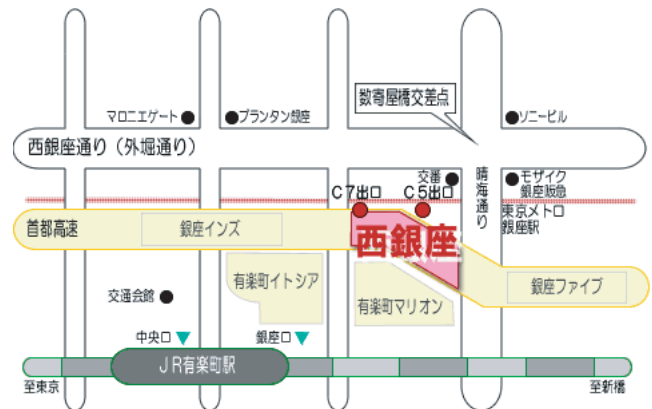 数寄屋橋交差点
マロニエゲート
プランタン銀座
ソニービル
西銀座通り（外堀通り）
交番
晴海通り
モザイク
銀座阪急
C7出口
C5出口
東京メトロ
銀座駅
首都高速
銀座インズ
西銀座
有楽町イトシア
有楽町マリオン
銀座ファイブ
交通会館
中央口
銀座口
JR有楽町駅
至東京
至新橋